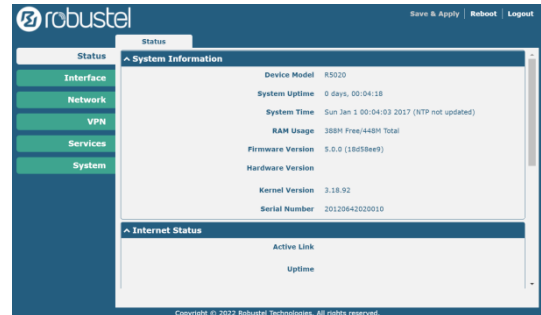 robustel
Save & Apply | Reboot | Logout
Status
Status
Interface
Network
VPN
Services
System
System Information
Device Model R5020
System Uptime 0 days, 00:04:18
System Time Sun Jan 1 00:04:03 2017 (NTP not updated)
RAM Usage 388M Free/448M Total
Firmware Version 5.0.0 (18d58ee9)
Hardware Version
Kernel Version 3.18.92
Serial Number 20120642020010
Internet Status
Active Link
Uptime
Copyright © 2022 Robustel Technologies. All rights reserved.